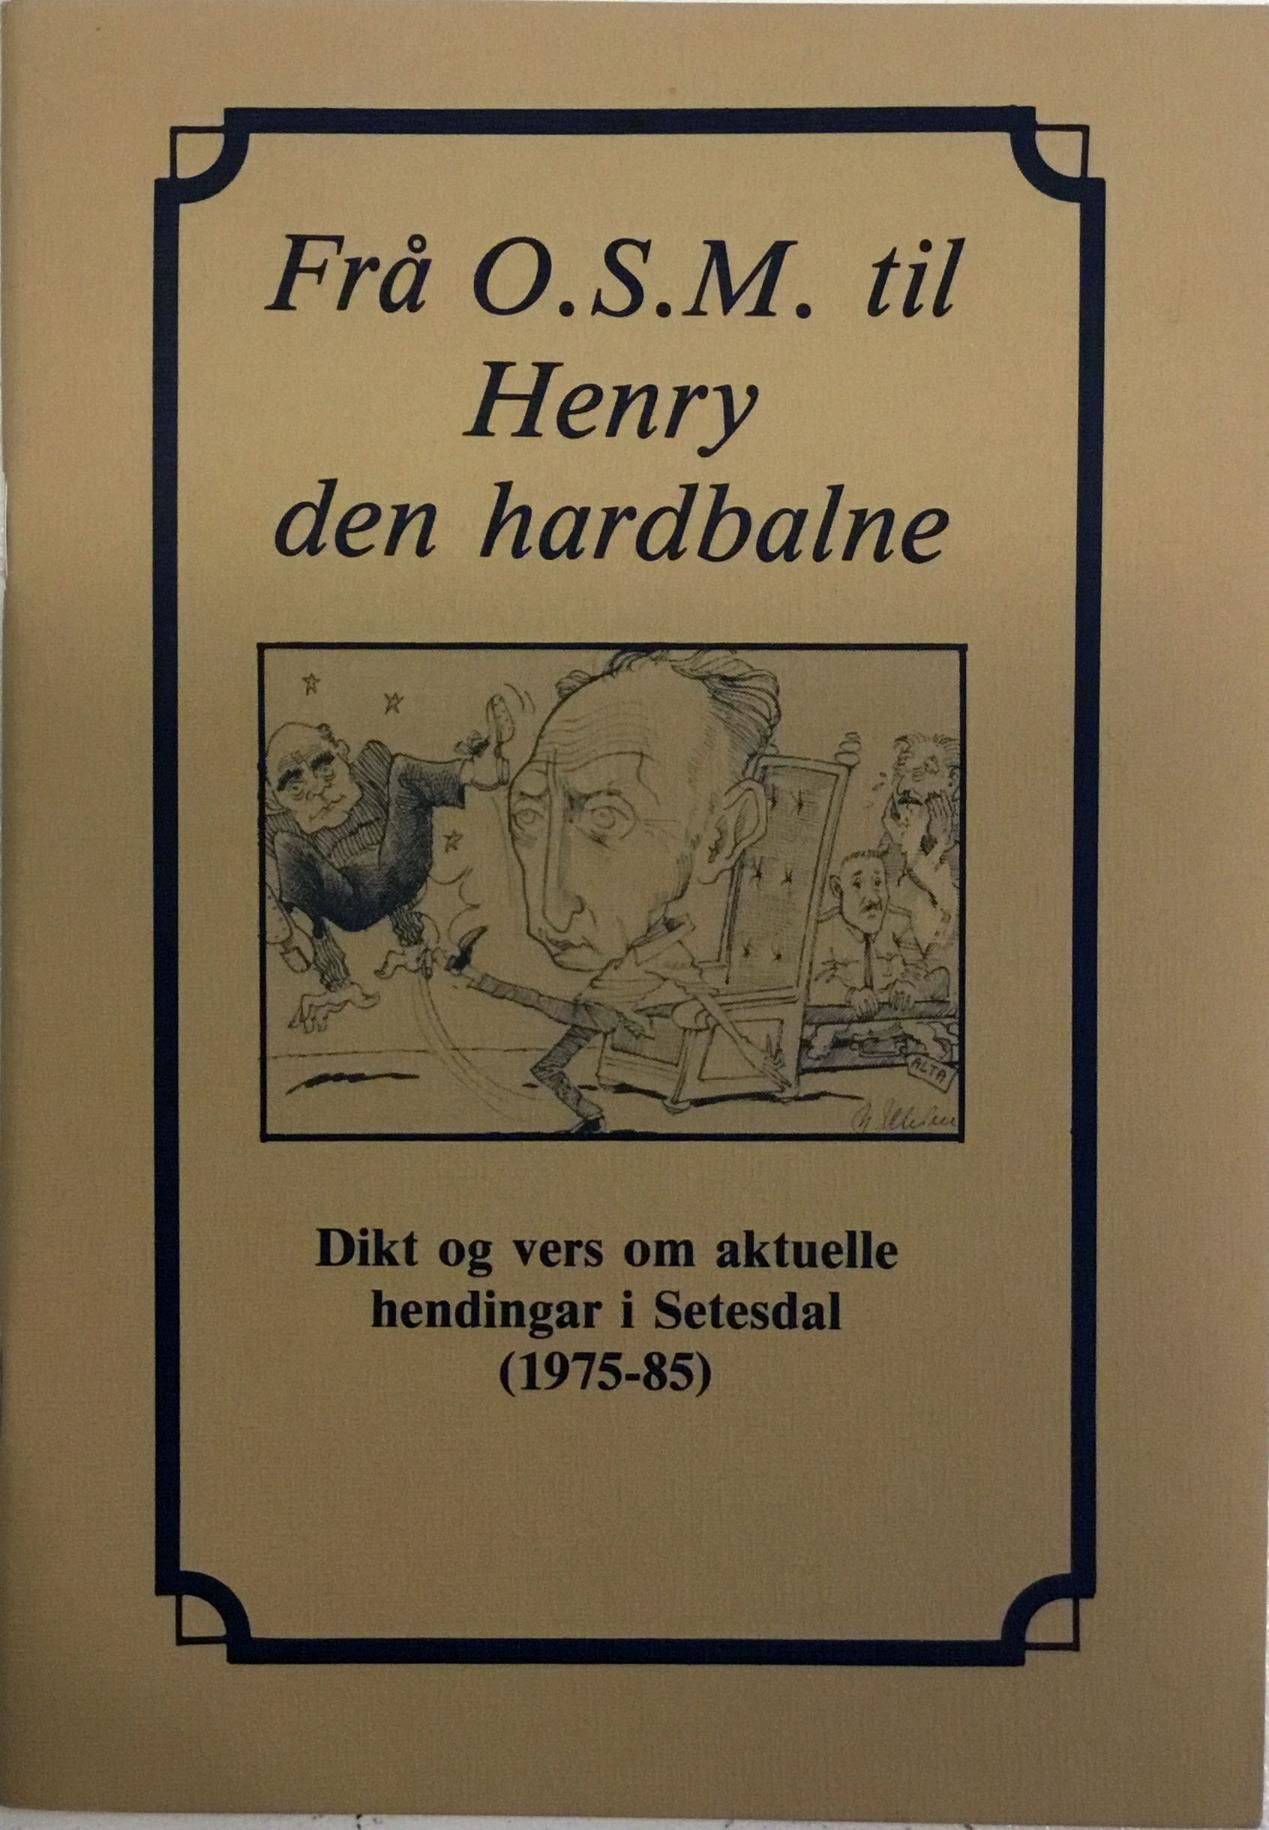 Frå O.S.M. til
Henry
den hardbalne
ALTA
Dikt og vers om aktuelle
hendingar i Setesdal
(1975-85)